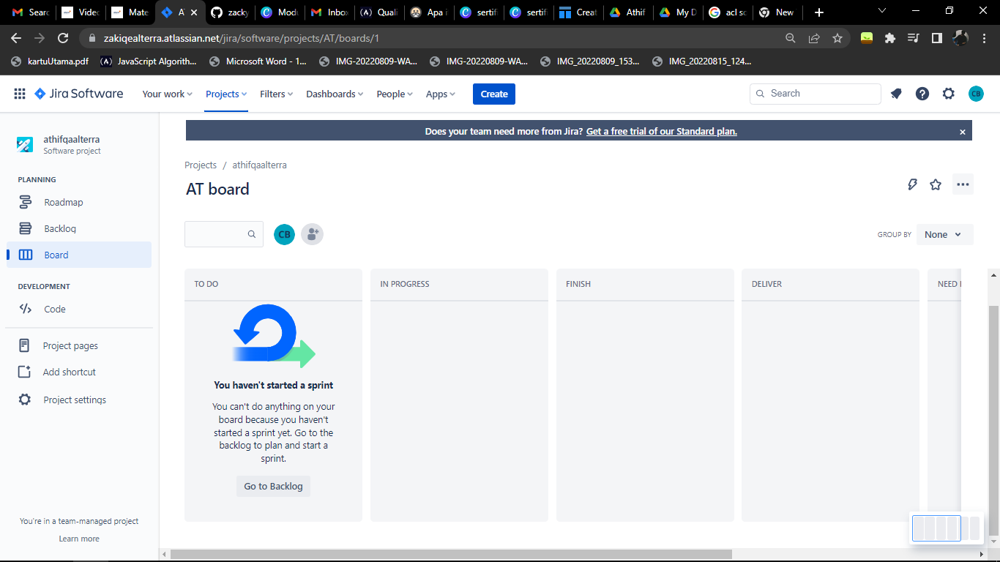 Searc
Videc
Mate
A
zacky
Modu
Inbox
Quali
Apa i
sertif
sertif
Creat
Athif
My D
acl sc
New
zakiqealterra.atlassian.net/jira/software/projects/AT/boards/1
kartuUtama.pdf
JavaScript Algorith...
Microsoft Word - 1...
IMG-20220809-WA...
IMG-20220809-WA...
IMG_20220809_153...
IMG_20220815_124...
Jira Software
Your work
Projects
Filters
Dashboards
People
Apps
Create
Search
CB
athifqaalterra
Software project
Does your team need more from Jira? Get a free trial of our Standard plan.
Projects / athifqaalterra
AT board
PLANNING
Roadmap
Backlog
Board
DEVELOPMENT
Code
Project pages
Add shortcut
Project settings
You're in a team-managed project
Learn more
CB
GROUP BY None
TO DO
IN PROGRESS
FINISH
DELIVER
NEED
You haven't started a sprint
You can't do anything on your
board because you haven't
started a sprint yet. Go to the
backlog to plan and start a
sprint.
Go to Backlog